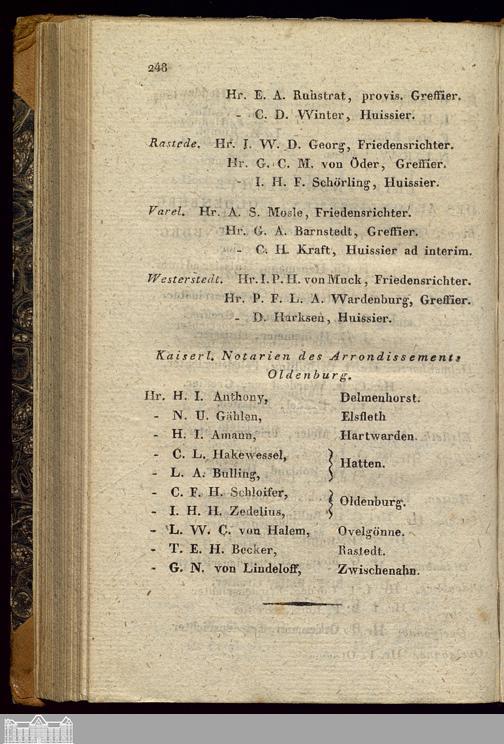 248
Hr. E. A. Ruhstrat, provis. Greffier.
- C. D. Winter, Huissier.
Rastede. Hr. I. W. D. Georg, Friedensrichter.
Hr. G. C. M. von Öder, Greffier.
I. H. F. Schörling, Huissier.
Varel. Hr. A. S. Mosle, Friedensrichter.
Hr. G. A. Barnstedt, Greffier.
- C. H. Kraft, Huissier ad interim.
Westerstedt. Hr. I. P. H. von Muck, Friedensrichter.
Hr. P. F. L. A. Wardenburg, Greffier.
- D. Harksen, Huissier.
Kaiserl. Notarien des Arrondissements
Oldenburg.
Hr. H. I. Anthony, Delmenhorst.
- N. U. Gählen, Elsfleth
- H. I. Amann, Hartwarden.
- C. L. Hakewessel,
- L. A. Bulling, } Hatten.
- C. F. H. Schloifer,
- I. H. H. Zedelius, } Oldenburg.
- L. W. C. von Halem, Ovelgönne.
- T. E. H. Becker, Rastedt.
- G. N. von Lindeloff, Zwischenahn.